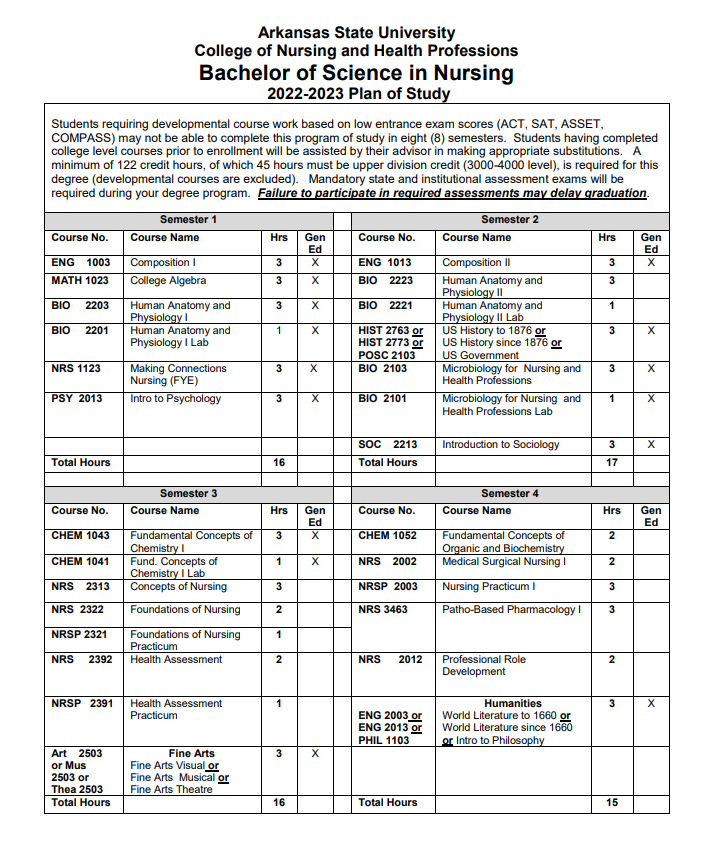 Arkansas State University
College of Nursing and Health Professions
Bachelor of Science in Nursing
2022-2023 Plan of Study
Students requiring developmental course work based on low entrance exam scores (ACT, SAT, ASSET,
COMPASS) may not be able to complete this program of study in eight (8) semesters. Students having completed
college level courses prior to enrollment will be assisted by their advisor in making appropriate substitutions. A
minimum of 122 credit hours, of which 45 hours must be upper division credit (3000-4000 level), is required for this
degree (developmental courses are excluded). Mandatory state and institutional assessment exams will be
required during your degree program. Failure to participate in required assessments may delay graduation.
Semester 1
Course No. Course Name Hrs Gen
Ed
ENG 1003 Composition I 3 X
MATH 1023 College Algebra 3 X
BIO 2203 Human Anatomy and 3 X
Physiology I
BIO 2201 Human Anatomy and 1 X
Physiology I Lab
NRS 1123 Making Connections 3 X
Nursing (FYE)
PSY 2013 Intro to Psychology 3 X
Total Hours 16
Semester 2
Course No. Course Name Hrs Gen
Ed
ENG 1013 Composition II 3 X
BIO 2223 Human Anatomy and 3
Physiology II
BIO 2221 Human Anatomy and 1
Physiology II Lab
HIST 2763 or US History to 1876 or 3 X
HIST 2773 or US History since 1876 or
POSC 2103 US Government
BIO 2103 Microbiology for Nursing and 3 X
Health Professions
BIO 2101 Microbiology for Nursing and 1 X
Health Professions Lab
SOC 2213 Introduction to Sociology 3 X
Total Hours 17
Semester 3
Course No. Course Name Hrs Gen
Ed
CHEM 1043 Fundamental Concepts of 3 X
Chemistry I
CHEM 1041 Fund. Concepts of 1 X
Chemistry I Lab
NRS 2313 Concepts of Nursing 3
NRS 2322 Foundations of Nursing 2
NRSP 2321 Foundations of Nursing 1
Practicum
NRS 2392 Health Assessment 2
NRSP 2391 Health Assessment 1
Practicum
Art 2503 Fine Arts 3 X
or Mus Fine Arts Visual or
2503 or Fine Arts Musical or
Thea 2503 Fine Arts Theatre
Total Hours 16
Semester 4
Course No. Course Name Hrs Gen
Ed
CHEM 1052 Fundamental Concepts of 2
Organic and Biochemistry
NRS 2002 Medical Surgical Nursing I 2
NRSP 2003 Nursing Practicum I 3
NRS 3463 Patho-Based Pharmacology I 3
NRS 2012 Professional Role 2
Development
Humanities 3 X
ENG 2003 or World Literature to 1660 or
ENG 2013 or World Literature since 1660
PHIL 1103 or Intro to Philosophy
Total Hours 15